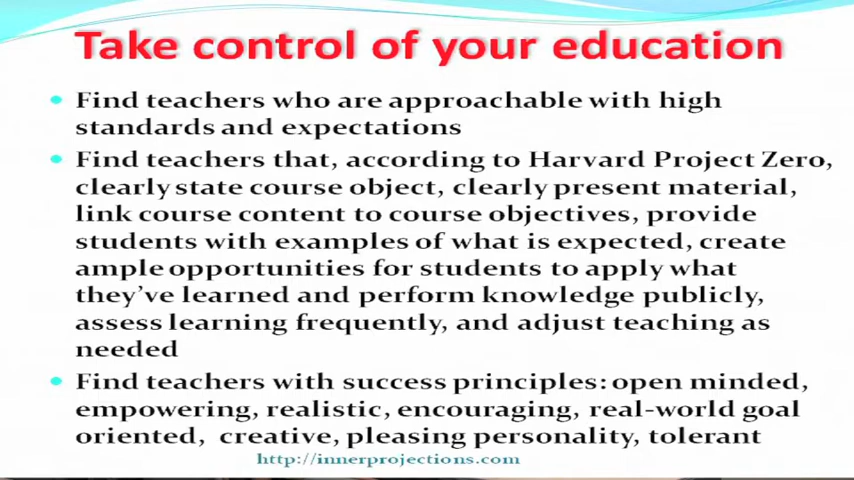 Take control of your education
Find teachers who are approachable with high
standards and expectations
Find teachers that, according to Harvard Project Zero,
clearly state course object, clearly present material,
link course content to course objectives, provide
students with examples of what is expected, create
ample opportunities for students to apply what
they've learned and perform knowledge publicly,
assess learning frequently, and adjust teaching as
needed
Find teachers with success principles: open minded,
empowering, realistic, encouraging, real-world goal
oriented, creative, pleasing personality, tolerant
http://innerprojections.com